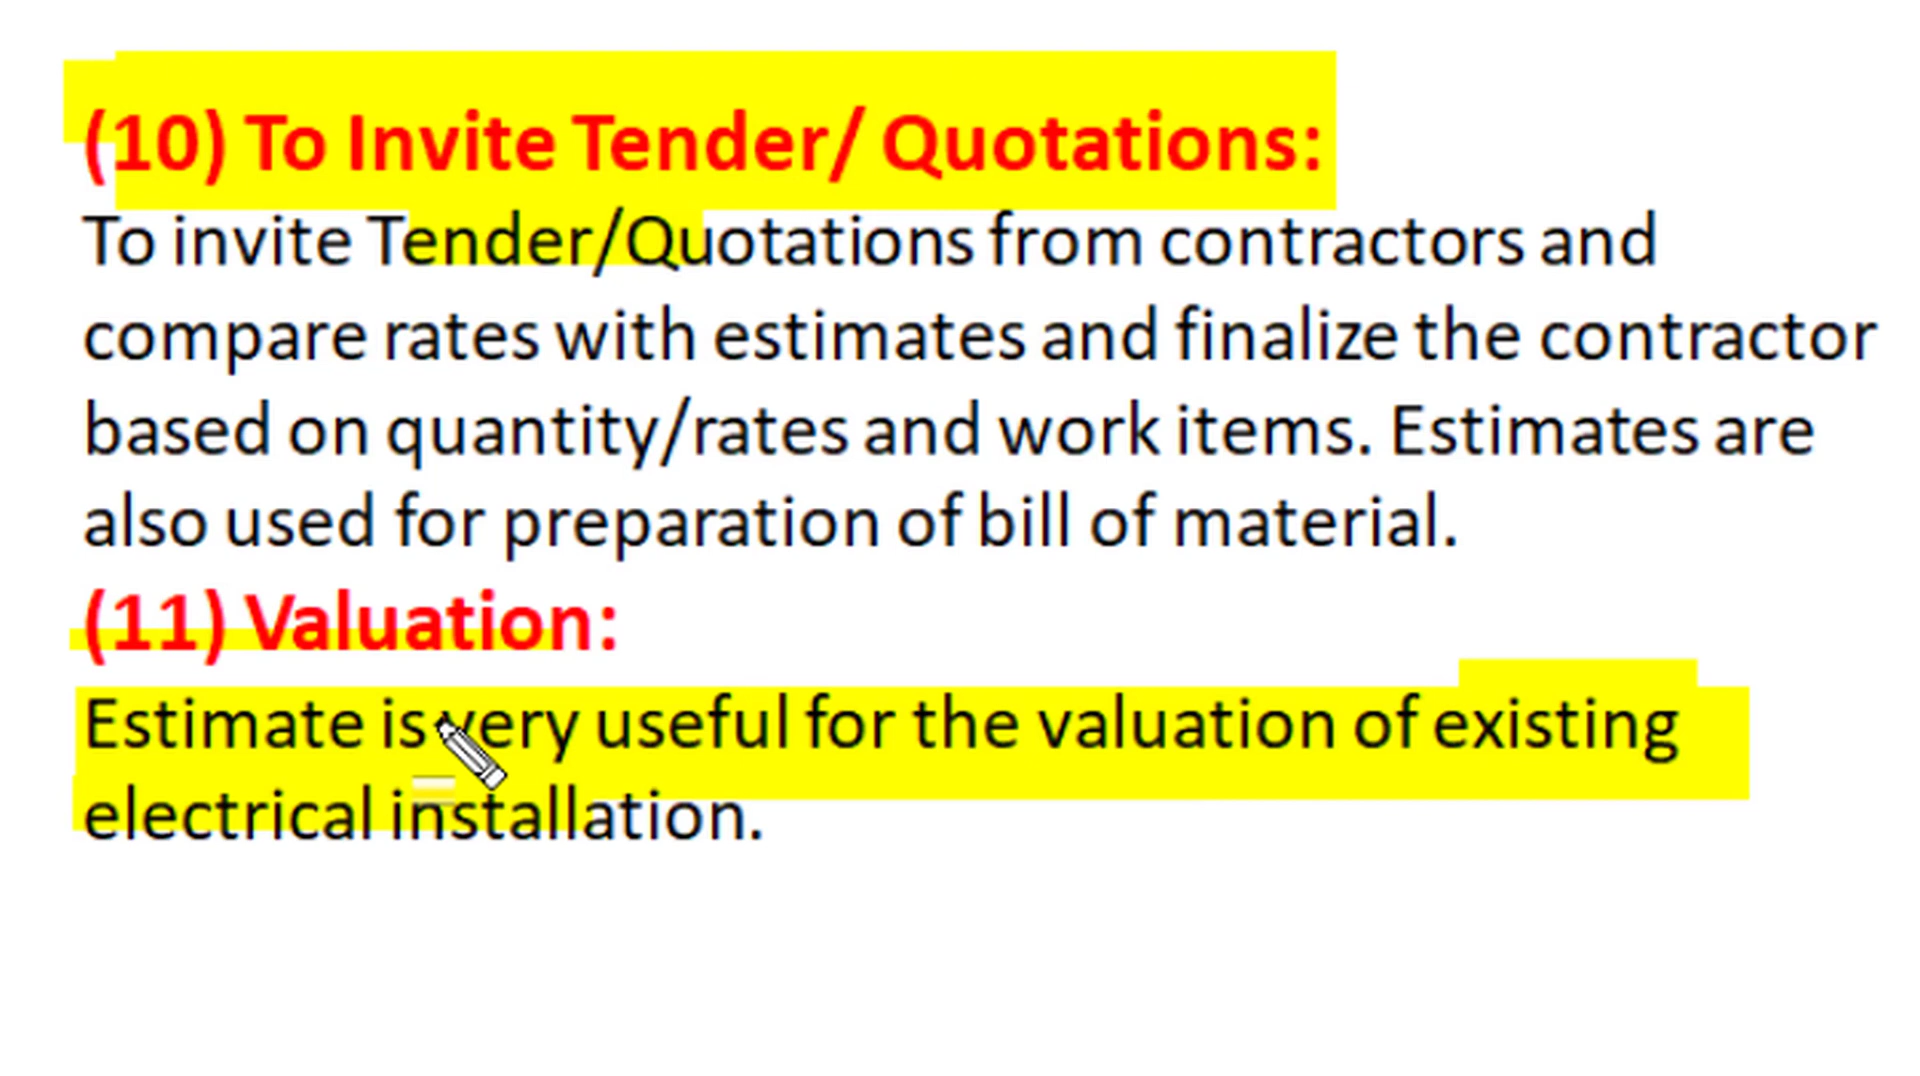 (10) To Invite Tender/ Quotations:
To invite Tender/Quotations from contractors and
compare rates with estimates and finalize the contractor
based on quantity/rates and work items. Estimates are
also used for preparation of bill of material.
(11) Valuation:
Estimate is very useful for the valuation of existing
electrical installation.